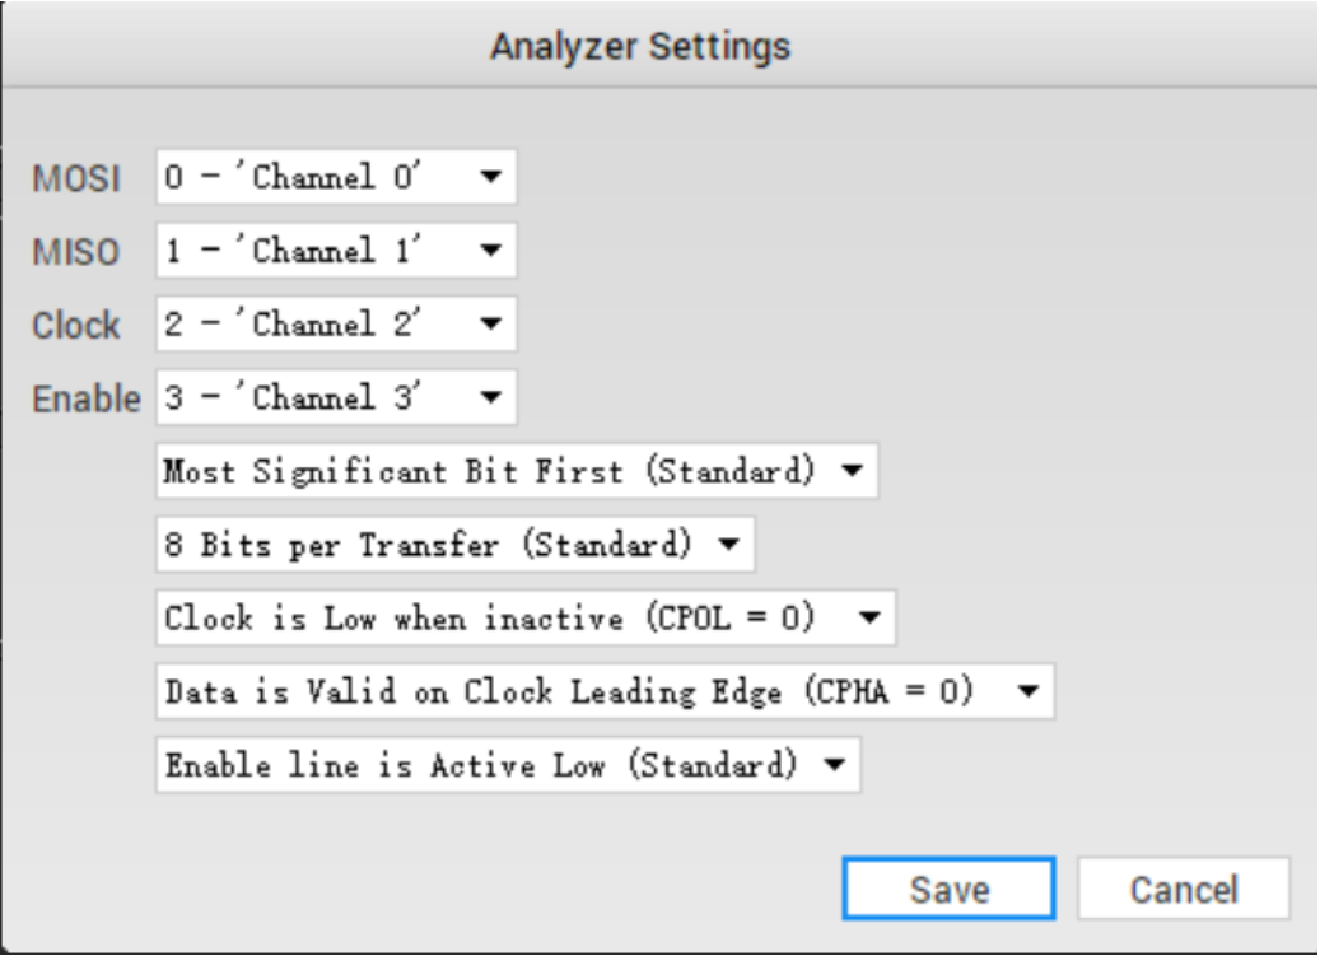 Analyzer Settings
MOSI 0 - 'Channel 0'
MISO 1 - 'Channel 1'
Clock 2 - 'Channel 2'
Enable 3 - 'Channel 3'
Most Significant Bit First (Standard)
8 Bits per Transfer (Standard)
Clock is Low when inactive (CPOL = 0)
Data is Valid on Clock Leading Edge (CPHA = 0)
Enable line is Active Low (Standard)
Save Cancel